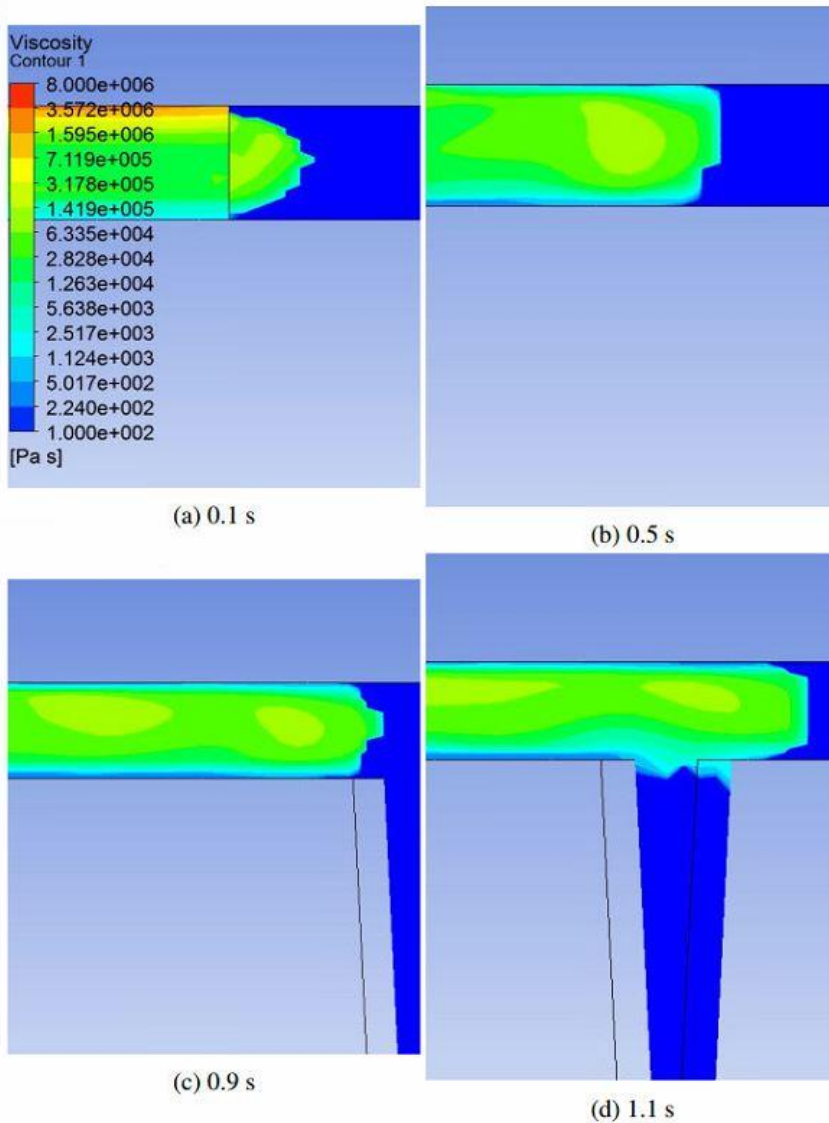 Viscosity
Contour 1
8.000e+006
3.572e+006
1.595e+006
7.119e+005
3.178e+005
1.419e+005
6.335e+004
2.828e+004
1.263e+004
5.638e+003
2.517e+003
1.124e+003
5.017e+002
2.240e+002
1.000e+002
[Pa s]
(a) 0.1 s
(b) 0.5 s
(c) 0.9 s
(d) 1.1 s